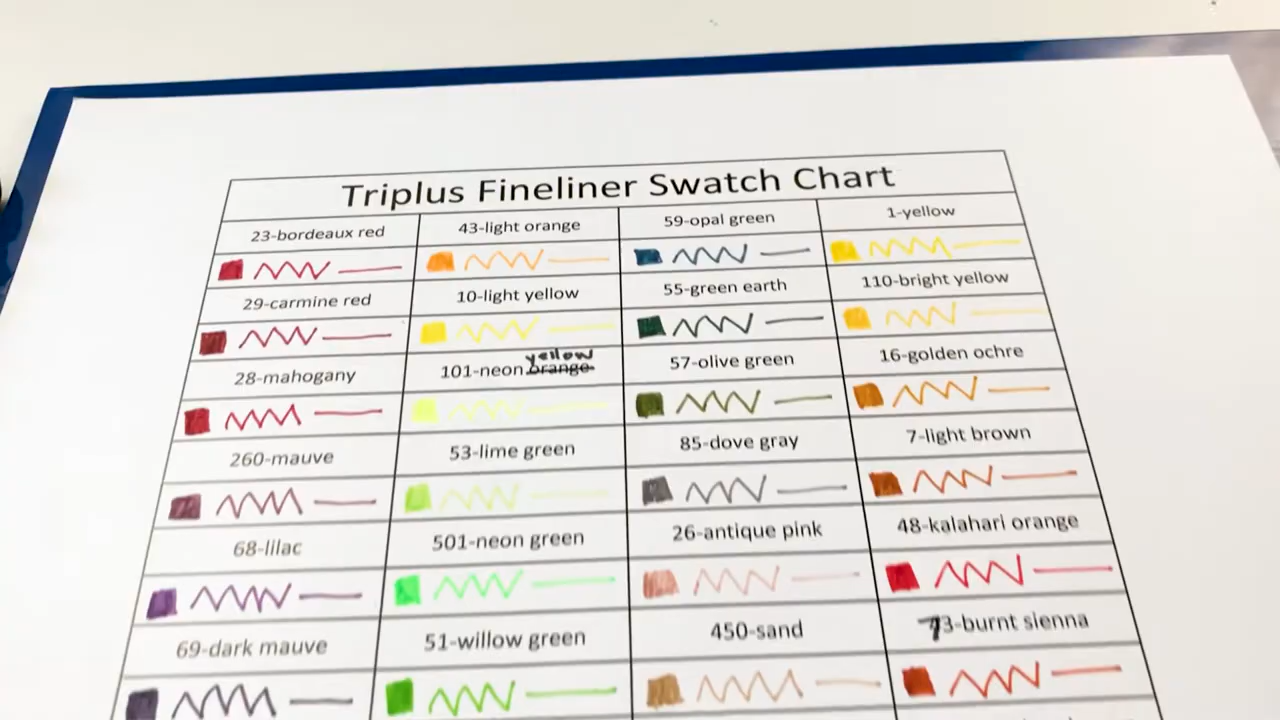 Triplus Fineliner Swatch Chart
23-bordeaux red 43-light orange 59-opal green 1-yellow
29-carmine red 10-light yellow 55-green earth 110-bright yellow
yellow
28-mahogany 101-neon orange 57-olive green 16-golden ochre
260-mauve 53-lime green 85-dove gray 7-light brown
68-lilac 501-neon green 26-antique pink 48-kalahari orange
69-dark mauve 51-willow green 450-sand 73-burnt sienna